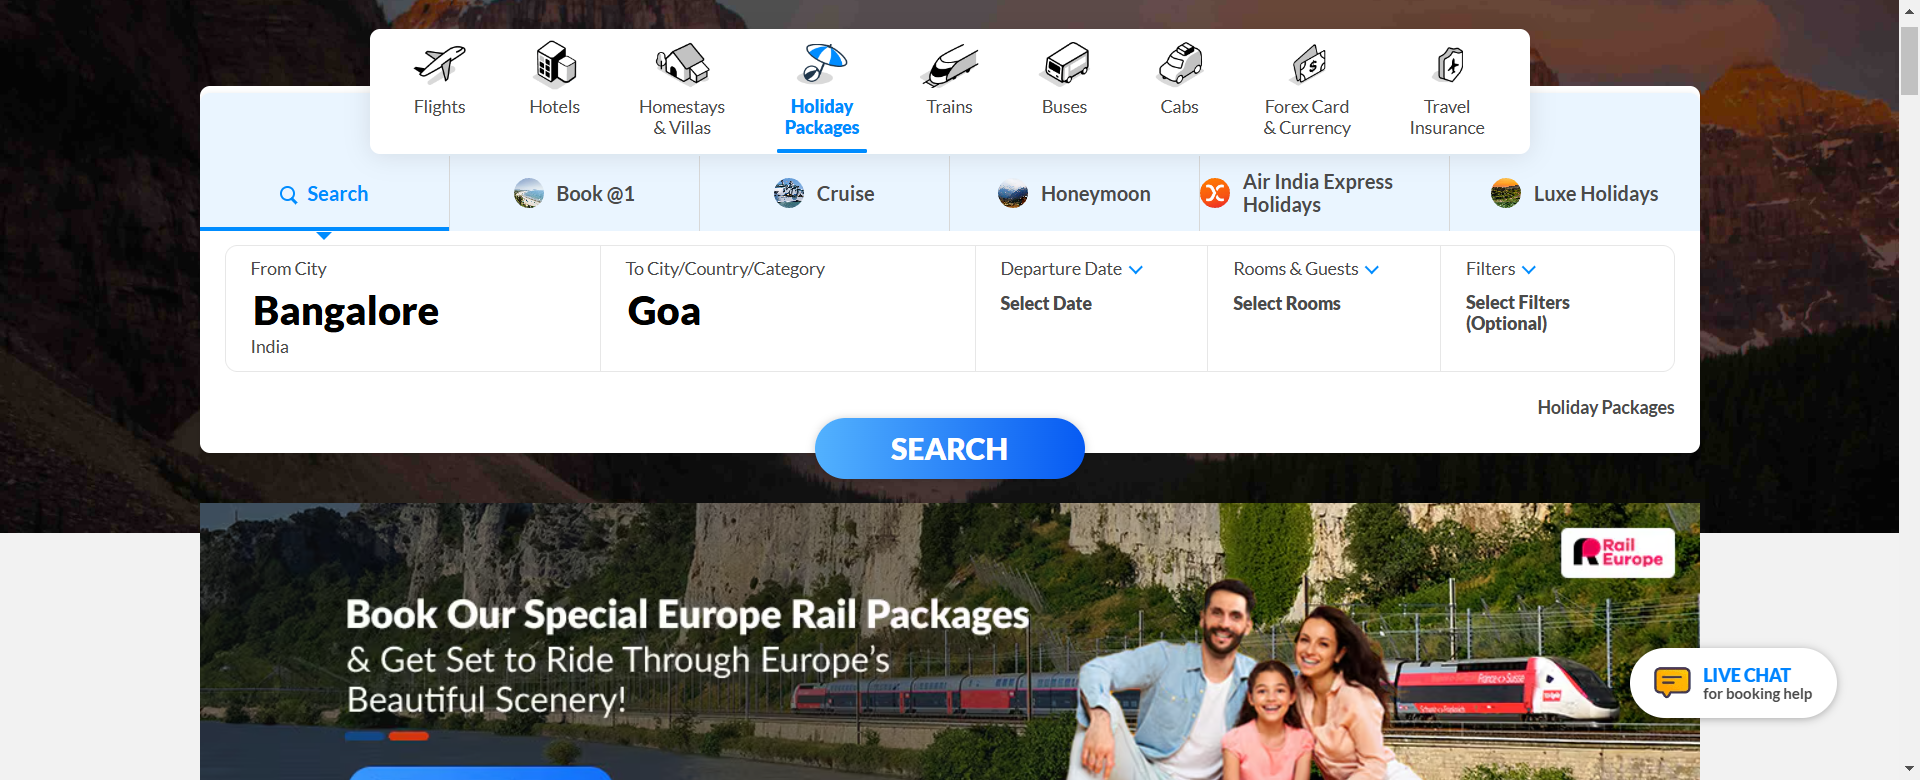 Flights
Hotels
Homestays
& Villas
Holiday
Packages
Trains
Buses
Cabs
Forex Card
& Currency
Travel
Insurance
Search
Book @1
Cruise
Honeymoon
Air India Express
Holidays
Luxe Holidays
From City
Bangalore
India
To City/Country/Category
Goa
Departure Date
Select Date
Rooms & Guests
Select Rooms
Filters
Select Filters
(Optional)
Holiday Packages
SEARCH
Rail
Europe
Book Our Special Europe Rail Packages
& Get Set to Ride Through Europe's
Beautiful Scenery!
LIVE CHAT
for booking help